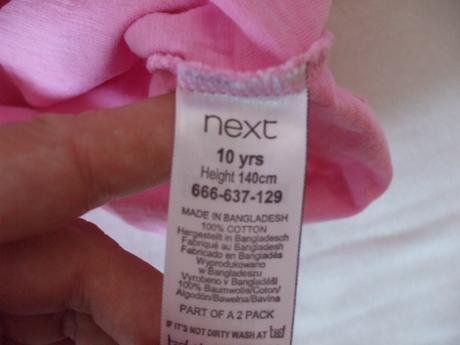 next
10 yrs
Height 140cm
666-637-129
MADE IN BANGLADESH
100% COTTON
Hergestellt in Bangladesch
Fabriqué au Bangladesh
Fabricado en Bangladés
Wyprodukowano
w Bangladeszu
Vyrobeno v Bangladéši
100% Baumwolle/Coton/
Algodón/Bawełna/Bavlna
PART OF A 2 PACK
IF IT'S NOT DIRTY WASH AT